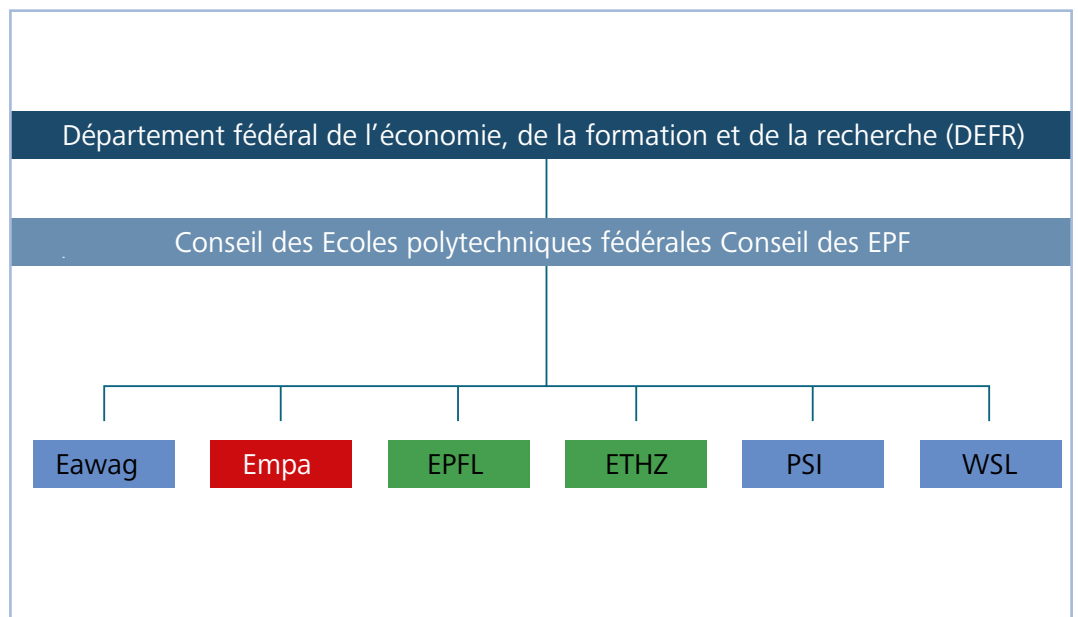 Département fédéral de l'économie, de la formation et de la recherche (DEFR)
Conseil des Ecoles polytechniques fédérales Conseil des EPF
Eawag
Empa
EPFL
ETHZ
PSI
WSL